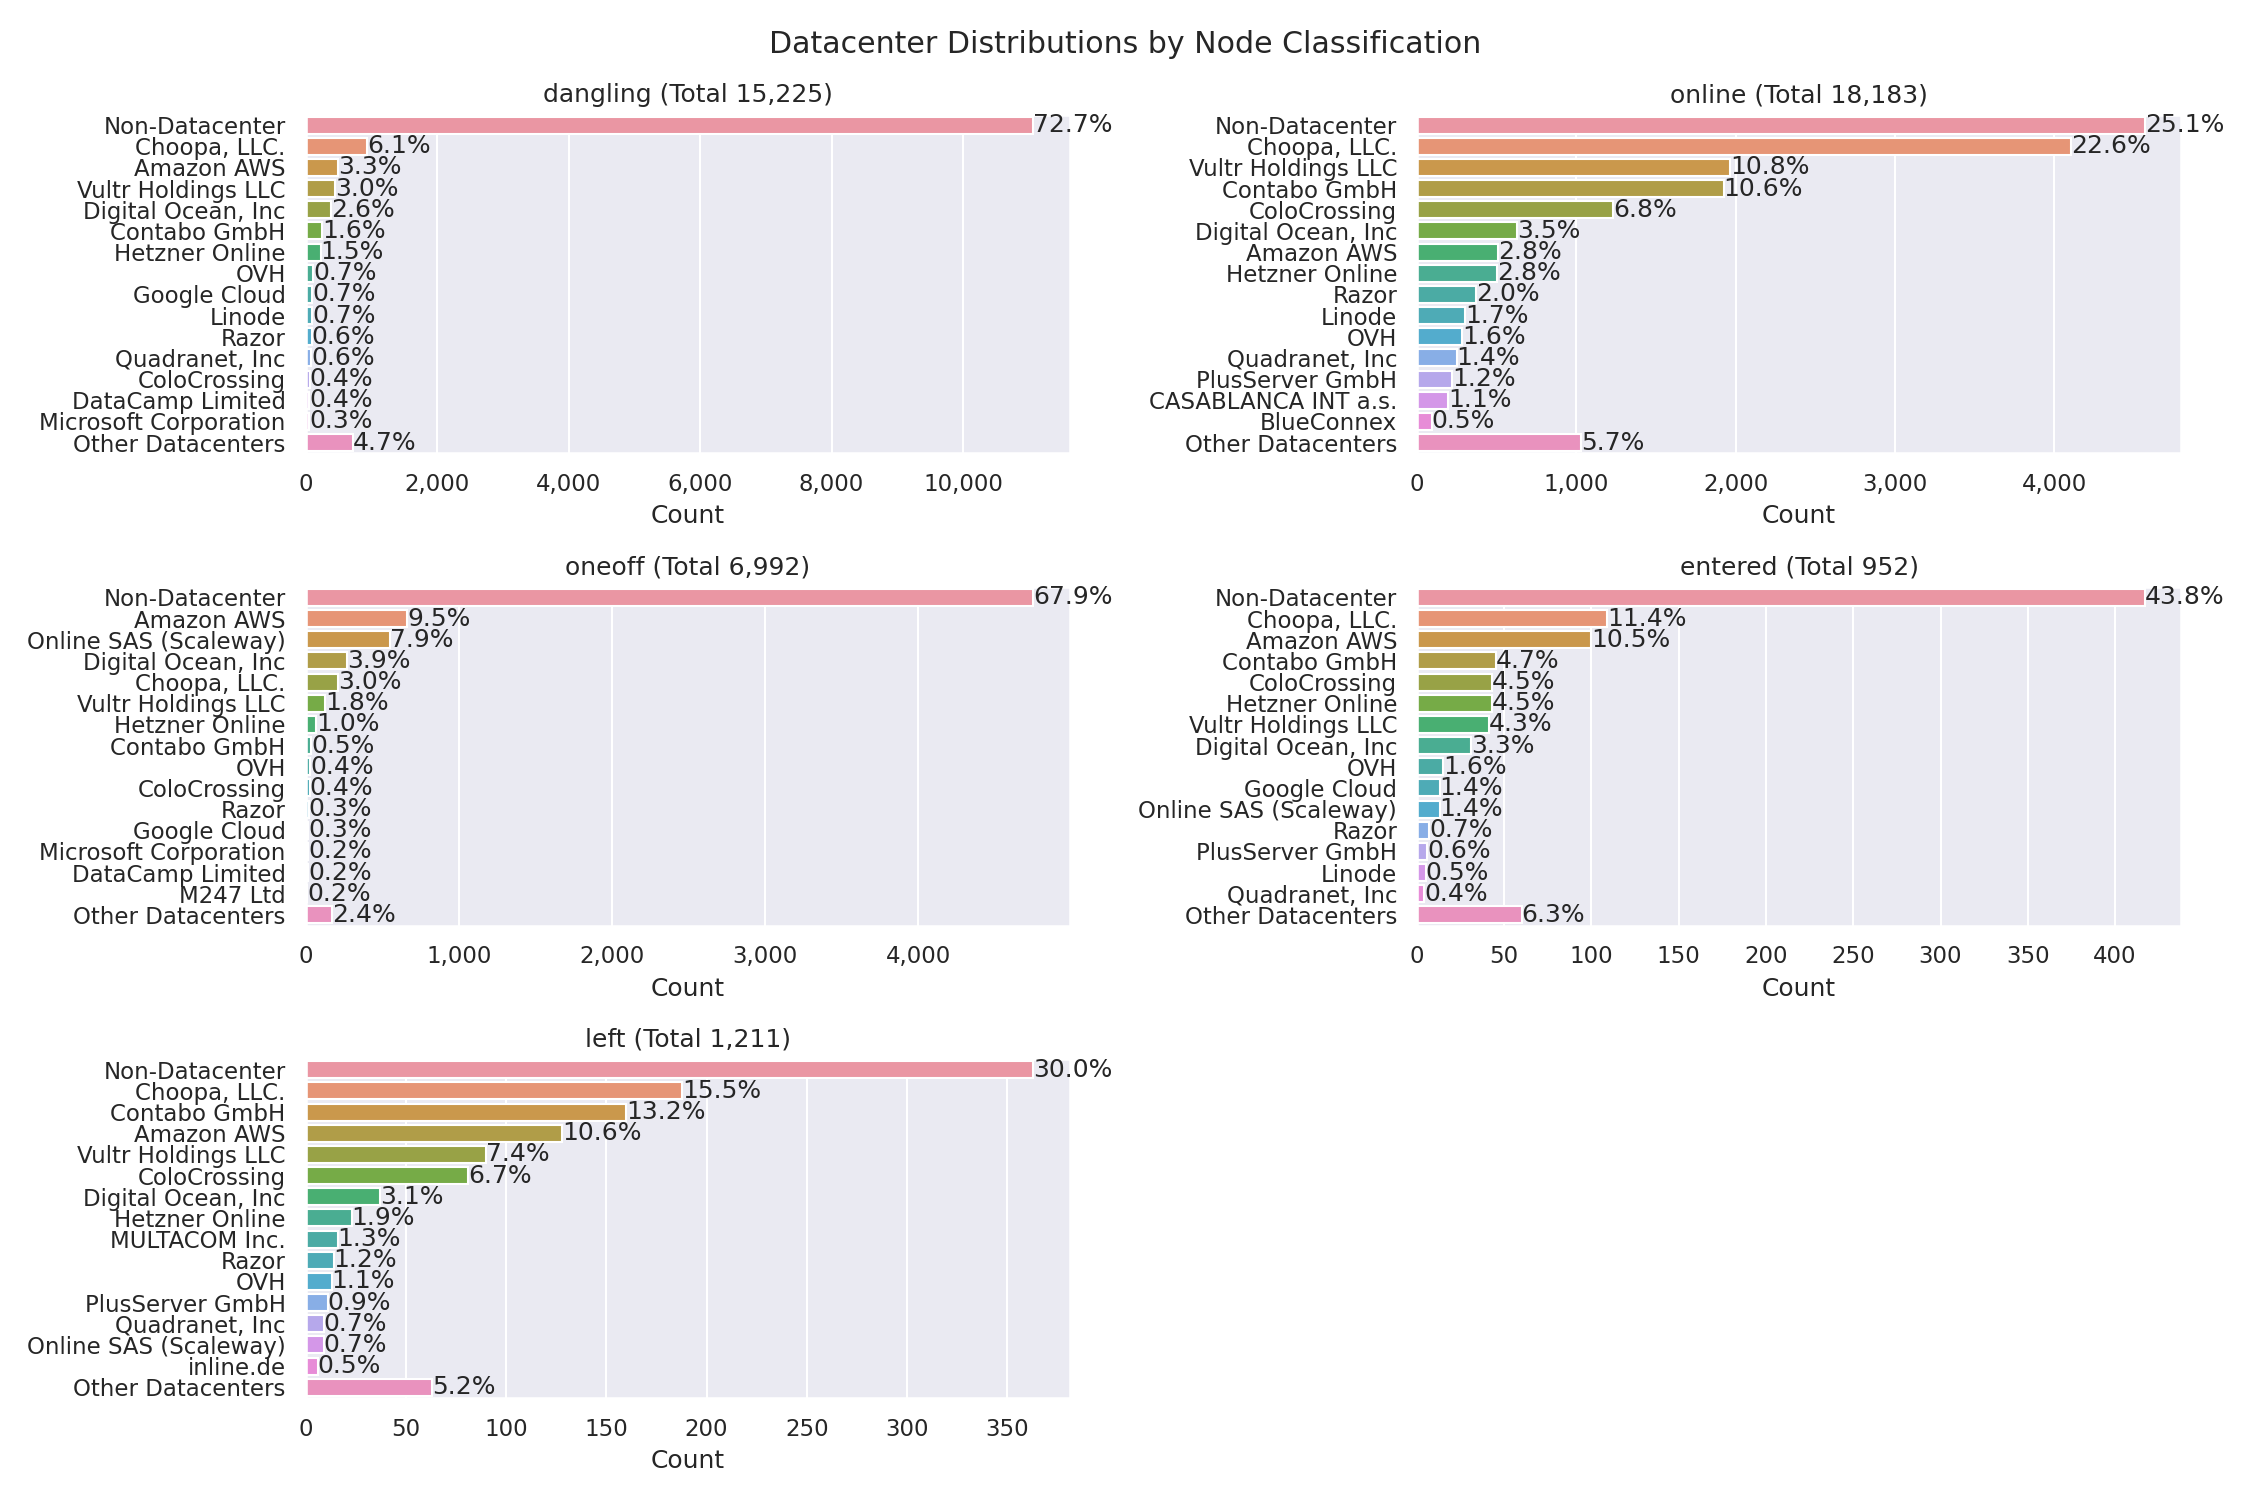 Datacenter Distributions by Node Classification
dangling (Total 15,225)
Non-Datacenter 72.7%
Choopa, LLC. 6.1%
Amazon AWS 3.3%
Vultr Holdings LLC 3.0%
Digital Ocean, Inc 2.6%
Contabo GmbH 1.6%
Hetzner Online 1.5%
OVH 0.7%
Google Cloud 0.7%
Linode 0.7%
Razor 0.6%
Quadranet, Inc 0.6%
ColoCrossing 0.4%
DataCamp Limited 0.4%
Microsoft Corporation 0.3%
Other Datacenters 4.7%
0 2,000 4,000 6,000 8,000 10,000
Count
online (Total 18,183)
Non-Datacenter 25.1%
Choopa, LLC. 22.6%
Vultr Holdings LLC 10.8%
Contabo GmbH 10.6%
ColoCrossing 6.8%
Digital Ocean, Inc 3.5%
Amazon AWS 2.8%
Hetzner Online 2.8%
Razor 2.0%
Linode 1.7%
OVH 1.6%
Quadranet, Inc 1.4%
PlusServer GmbH 1.2%
CASABLANCA INT a.s. 1.1%
BlueConnex 0.5%
Other Datacenters 5.7%
0 1,000 2,000 3,000 4,000
Count
oneoff (Total 6,992)
Non-Datacenter 67.9%
Amazon AWS 9.5%
Online SAS (Scaleway) 7.9%
Digital Ocean, Inc 3.9%
Choopa, LLC. 3.0%
Vultr Holdings LLC 1.8%
Hetzner Online 1.0%
Contabo GmbH 0.5%
OVH 0.4%
ColoCrossing 0.4%
Razor 0.3%
Google Cloud 0.3%
Microsoft Corporation 0.2%
DataCamp Limited 0.2%
M247 Ltd 0.2%
Other Datacenters 2.4%
0 1,000 2,000 3,000 4,000
Count
entered (Total 952)
Non-Datacenter 43.8%
Choopa, LLC. 11.4%
Amazon AWS 10.5%
Contabo GmbH 4.7%
ColoCrossing 4.5%
Hetzner Online 4.5%
Vultr Holdings LLC 4.3%
Digital Ocean, Inc 3.3%
OVH 1.6%
Google Cloud 1.4%
Online SAS (Scaleway) 1.4%
Razor 0.7%
PlusServer GmbH 0.6%
Linode 0.5%
Quadranet, Inc 0.4%
Other Datacenters 6.3%
0 50 100 150 200 250 300 350 400
Count
left (Total 1,211)
Non-Datacenter 30.0%
Choopa, LLC. 15.5%
Contabo GmbH 13.2%
Amazon AWS 10.6%
Vultr Holdings LLC 7.4%
ColoCrossing 6.7%
Digital Ocean, Inc 3.1%
Hetzner Online 1.9%
MULTACOM Inc. 1.3%
Razor 1.2%
OVH 1.1%
PlusServer GmbH 0.9%
Quadranet, Inc 0.7%
Online SAS (Scaleway) 0.7%
inline.de 0.5%
Other Datacenters 5.2%
0 50 100 150 200 250 300 350
Count